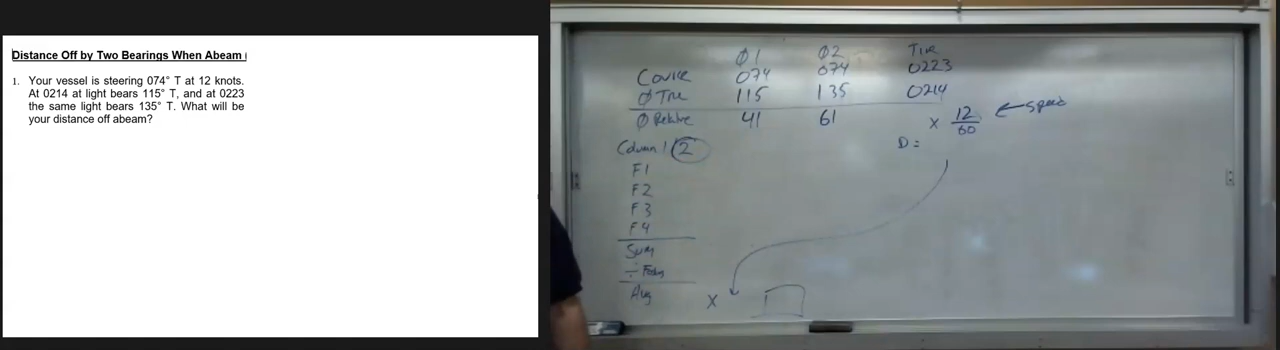 Distance Off by Two Bearings When Abeam
1. Your vessel is steering 074° T at 12 knots.
At 0214 at light bears 115° T, and at 0223
the same light bears 135° T. What will be
your distance off abeam?
Ø1 Ø2 Time
Course 074 074 0223
Ø True 115 135 0214
Ø Relative 41 61
x 12/60 ← speed
D =
Column 1 2
F1
F2
F3
F4
Sum
÷
Avg X